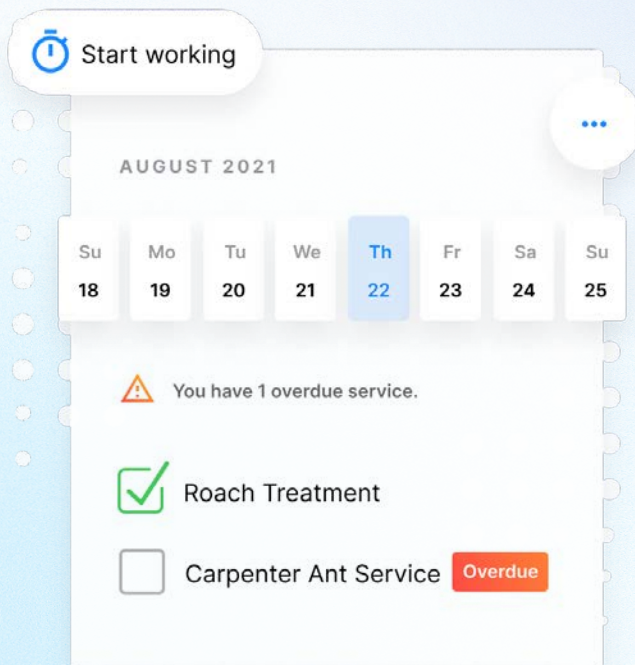 Start working
AUGUST 2021
Su Mo Tu We Th Fr Sa Su
18 19 20 21 22 23 24 25
You have 1 overdue service.
Roach Treatment
Carpenter Ant Service Overdue